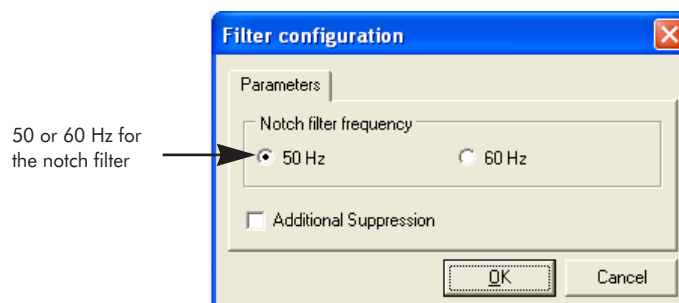 Filter configuration
Parameters
Notch filter frequency
50 or 60 Hz for
the notch filter
50 Hz
60 Hz
Additional Suppression
OK
Cancel